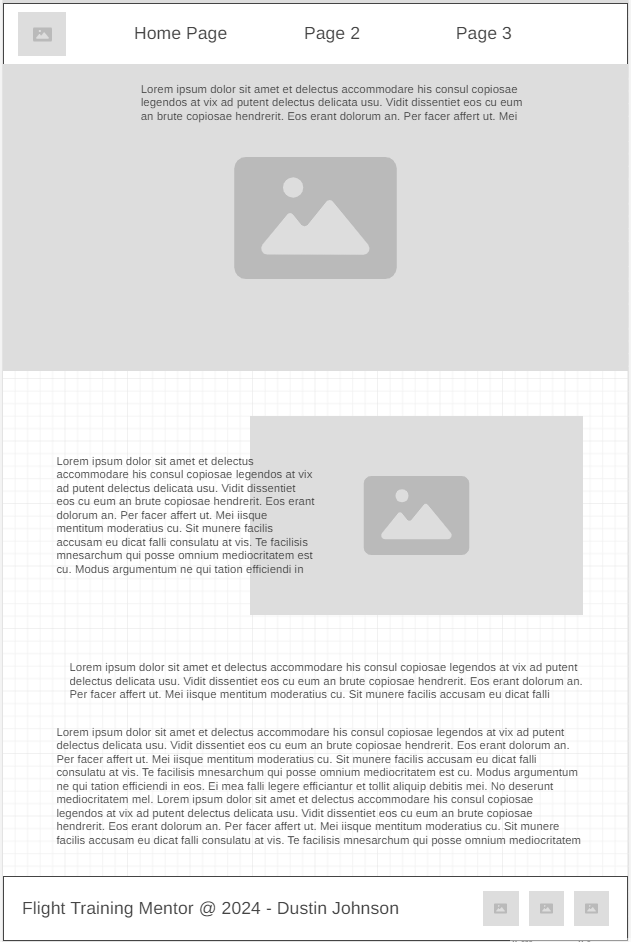 Home Page Page 2 Page 3
Lorem ipsum dolor sit amet et delectus accommodare his consul copiosae
legendos at vix ad putent delectus delicata usu. Vidit dissentiet eos cu eum
an brute copiosae hendrerit. Eos erant dolorum an. Per facer affert ut. Mei
Lorem ipsum dolor sit amet et delectus
accommodare his consul copiosae legendos at vix
ad putent delectus delicata usu. Vidit dissentiet
eos cu eum an brute copiosae hendrerit. Eos erant
dolorum an. Per facer affert ut. Mei iisque
mentitum moderatius cu. Sit munere facilis
accusam eu dicat falli consulatu at vis. Te facilisis
mnesarchum qui posse omnium mediocritatem est
cu. Modus argumentum ne qui tation efficiendi in
Lorem ipsum dolor sit amet et delectus accommodare his consul copiosae legendos at vix ad putent
delectus delicata usu. Vidit dissentiet eos cu eum an brute copiosae hendrerit. Eos erant dolorum an.
Per facer affert ut. Mei iisque mentitum moderatius cu. Sit munere facilis accusam eu dicat falli
Lorem ipsum dolor sit amet et delectus accommodare his consul copiosae legendos at vix ad putent
delectus delicata usu. Vidit dissentiet eos cu eum an brute copiosae hendrerit. Eos erant dolorum an.
Per facer affert ut. Mei iisque mentitum moderatius cu. Sit munere facilis accusam eu dicat falli
consulatu at vis. Te facilisis mnesarchum qui posse omnium mediocritatem est cu. Modus argumentum
ne qui tation efficiendi in eos. Ei mea falli legere efficiantur et tollit aliquip debitis mei. No deserunt
mediocritatem mel. Lorem ipsum dolor sit amet et delectus accommodare his consul copiosae
legendos at vix ad putent delectus delicata usu. Vidit dissentiet eos cu eum an brute copiosae
hendrerit. Eos erant dolorum an. Per facer affert ut. Mei iisque mentitum moderatius cu. Sit munere
facilis accusam eu dicat falli consulatu at vis. Te facilisis mnesarchum qui posse omnium mediocritatem
Flight Training Mentor @ 2024 - Dustin Johnson